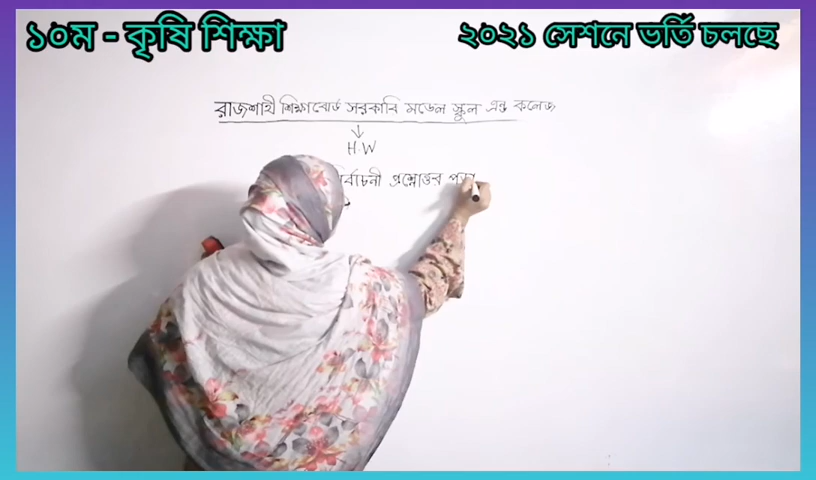 ১০ম - কৃষি শিক্ষা
২০২১ সেশনে ভর্তি চলছে
রাজশাহী শিক্ষাবোর্ড সরকারি মডেল স্কুল এন্ড কলেজ
H.W
র্বাচনী প্রশ্নোত্তর